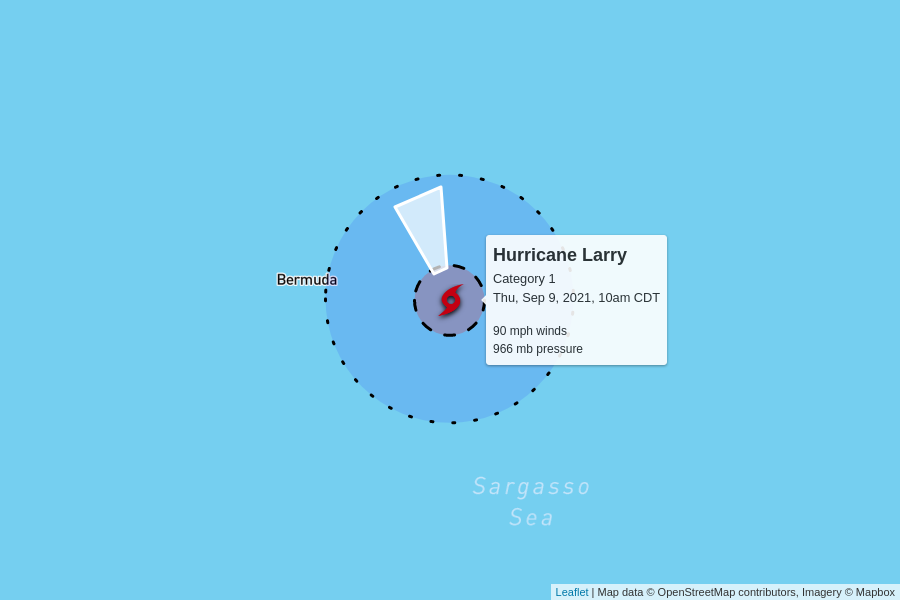 Hurricane Larry
Category 1
Thu, Sep 9, 2021, 10am CDT
90 mph winds
966 mb pressure
Bermuda
Sargasso
Sea
Leaflet | Map data © OpenStreetMap contributors, Imagery © Mapbox